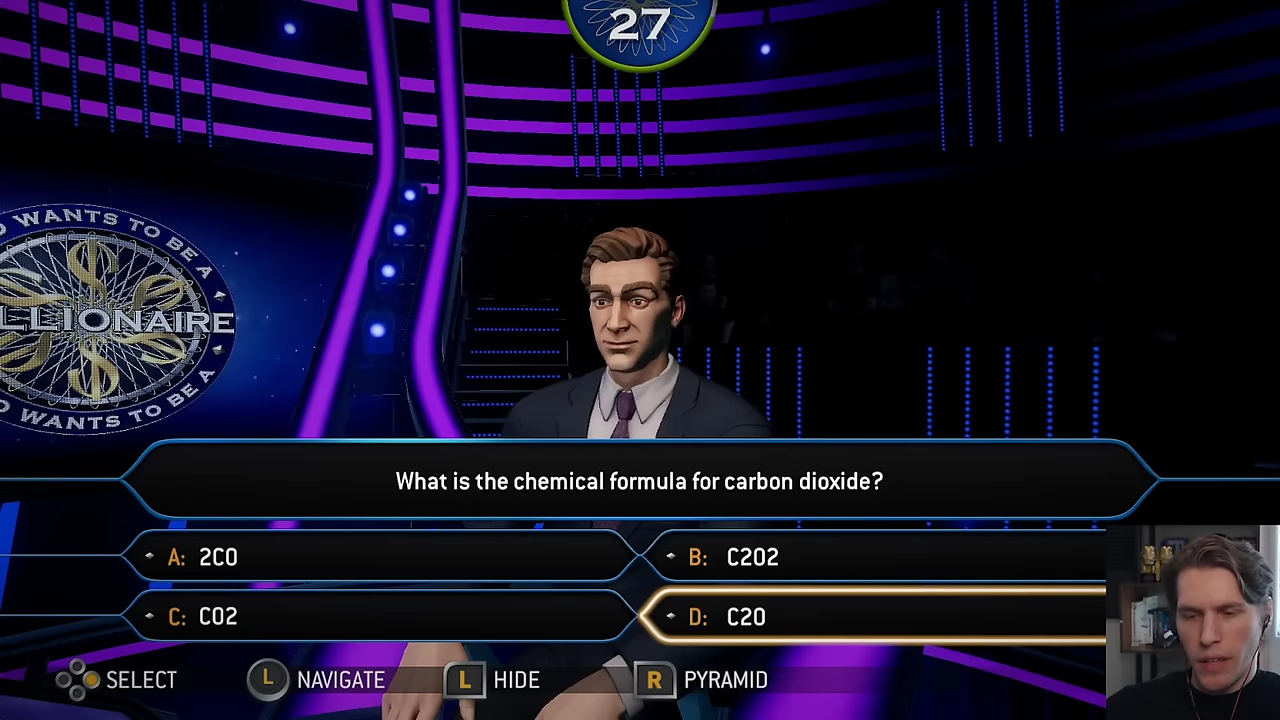 27
WANTS TO BE A
LLIONAIRE
WANTS TO BE A
What is the chemical formula for carbon dioxide?
A: 2CO
B: C2O2
C: CO2
D: C2O
SELECT
L NAVIGATE
L HIDE
R PYRAMID